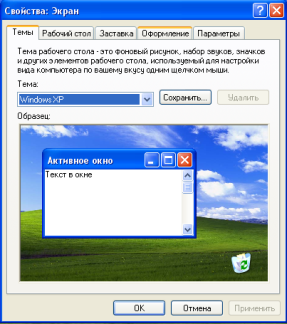 Свойства: Экран
Темы Рабочий стол Заставка Оформление Параметры
Тема рабочего стола - это фоновый рисунок, набор звуков, значков
и других элементов рабочего стола, используемый для настройки
вида компьютера по вашему вкусу одним щелчком мыши.
Тема:
Windows XP Сохранить... Удалить
Образец:
Активное окно
Текст в окне
OK Отмена Применить